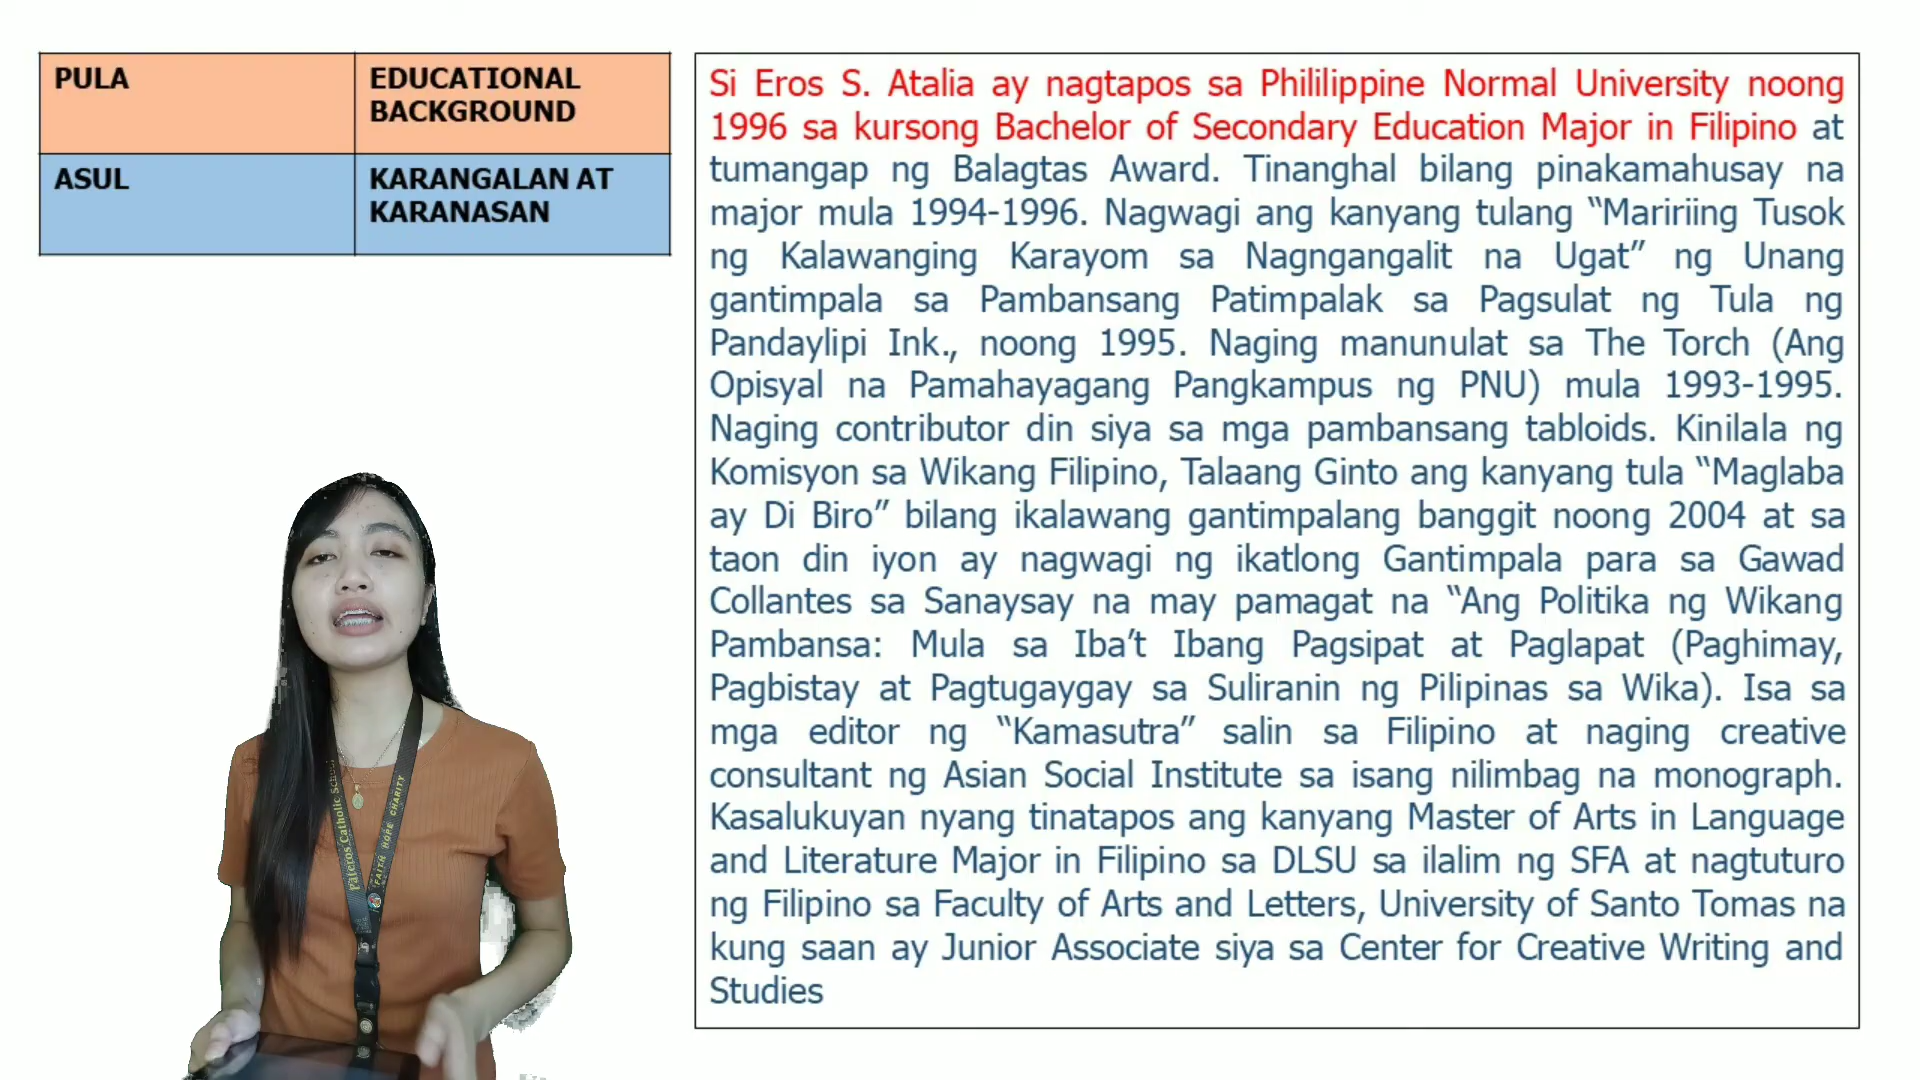 PULA
EDUCATIONAL
BACKGROUND
ASUL
KARANGALAN AT
KARANASAN
Si Eros S. Atalia ay nagtapos sa Phililippine Normal University noong
1996 sa kursong Bachelor of Secondary Education Major in Filipino at
tumangap ng Balagtas Award. Tinanghal bilang pinakamahusay na
major mula 1994-1996. Nagwagi ang kanyang tulang “Maririing Tusok
ng Kalawanging Karayom sa Nagngangalit na Ugat” ng Unang
gantimpala sa Pambansang Patimpalak sa Pagsulat ng Tula ng
Pandaylipi Ink., noong 1995. Naging manunulat sa The Torch (Ang
Opisyal na Pamahayagang Pangkampus ng PNU) mula 1993-1995.
Naging contributor din siya sa mga pambansang tabloids. Kinilala ng
Komisyon sa Wikang Filipino, Talaang Ginto ang kanyang tula “Maglaba
ay Di Biro” bilang ikalawang gantimpalang banggit noong 2004 at sa
taon din iyon ay nagwagi ng ikatlong Gantimpala para sa Gawad
Collantes sa Sanaysay na may pamagat na “Ang Politika ng Wikang
Pambansa: Mula sa Iba’t Ibang Pagsipat at Paglapat (Paghimay,
Pagbistay at Pagtugaygay sa Suliranin ng Pilipinas sa Wika). Isa sa
mga editor ng “Kamasutra” salin sa Filipino at naging creative
consultant ng Asian Social Institute sa isang nilimbag na monograph.
Kasalukuyan nyang tinatapos ang kanyang Master of Arts in Language
and Literature Major in Filipino sa DLSU sa ilalim ng SFA at nagtuturo
ng Filipino sa Faculty of Arts and Letters, University of Santo Tomas na
kung saan ay Junior Associate siya sa Center for Creative Writing and
Studies
Pateros Catholic School
FAITH HOPE CHARITY